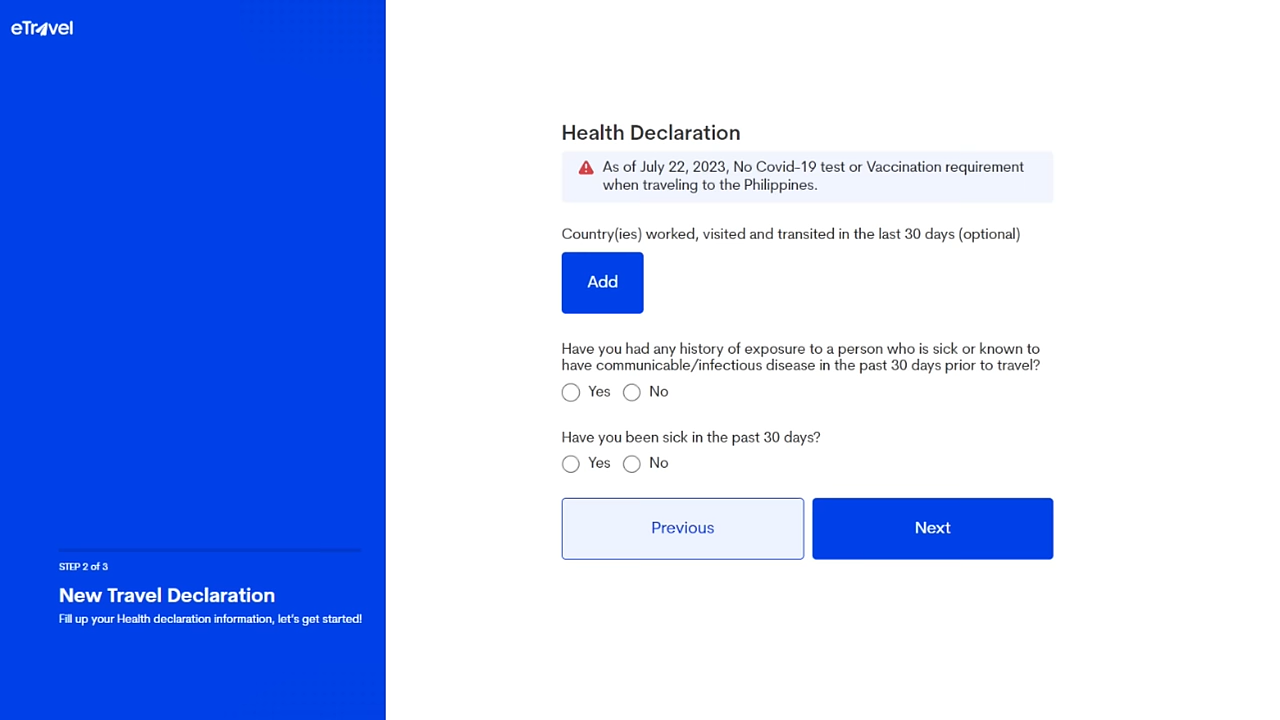 eTravel
Health Declaration
As of July 22, 2023, No Covid-19 test or Vaccination requirement
when traveling to the Philippines.
Country(ies) worked, visited and transited in the last 30 days (optional)
Add
Have you had any history of exposure to a person who is sick or known to
have communicable/infectious disease in the past 30 days prior to travel?
Yes No
Have you been sick in the past 30 days?
Yes No
Previous Next
STEP 2 of 3
New Travel Declaration
Fill up your Health declaration information, let's get started!